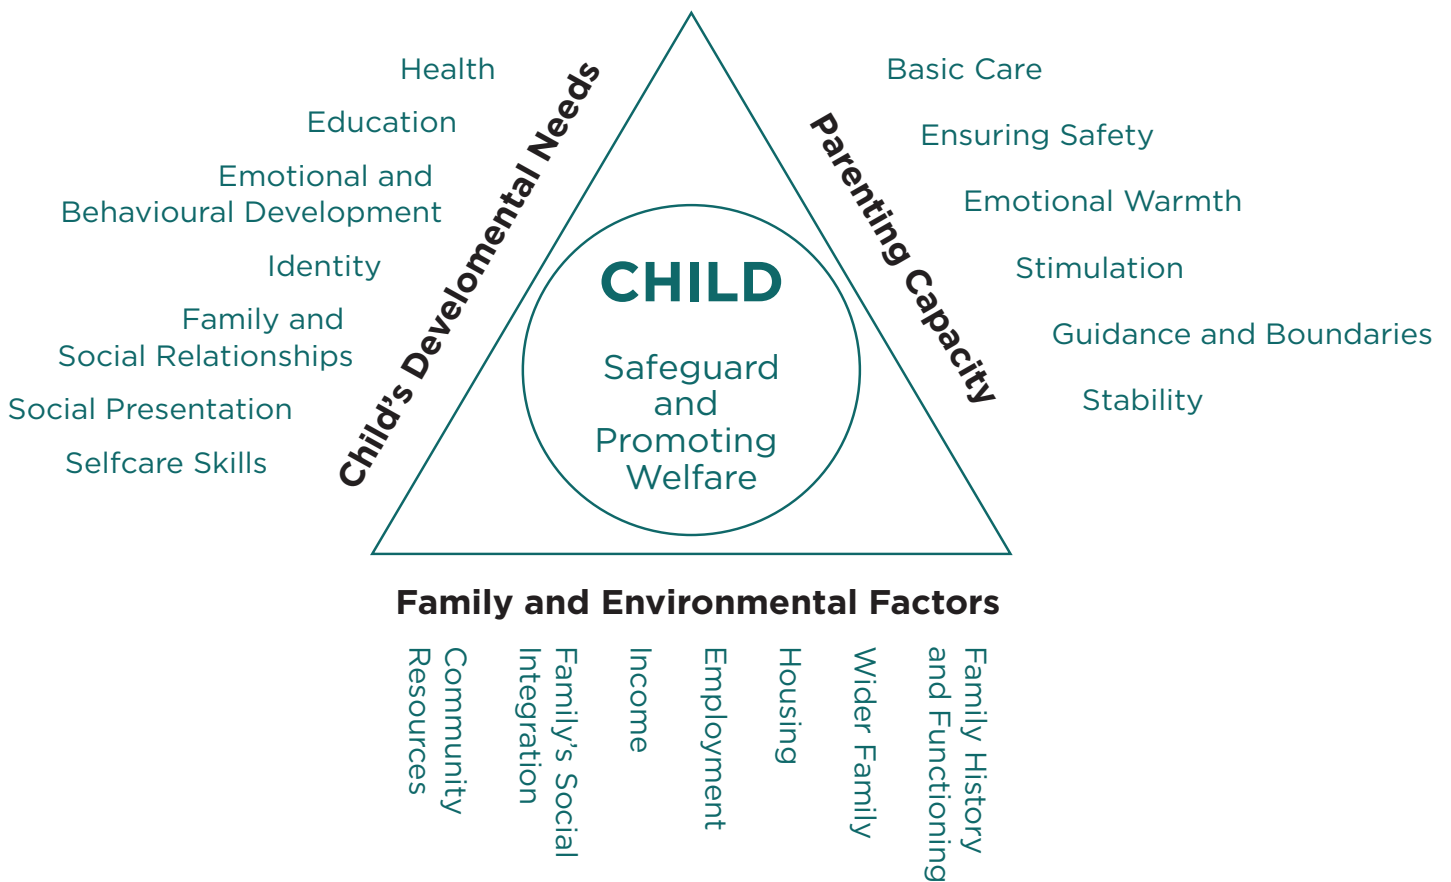 Health
Education
Emotional and
Behavioural Development
Identity
Family and
Social Relationships
Social Presentation
Selfcare Skills
Child's Develomental Needs
CHILD
Safeguard
and
Promoting
Welfare
Parenting Capacity
Basic Care
Ensuring Safety
Emotional Warmth
Stimulation
Guidance and Boundaries
Stability
Family and Environmental Factors
Community
Resources
Family's Social
Integration
Income
Employment
Housing
Wider Family
Family History
and Functioning